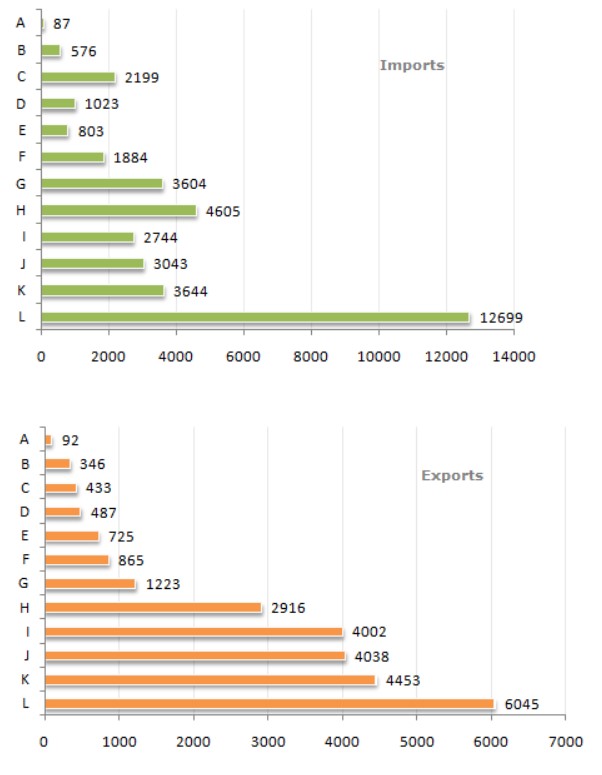 A 87
B 576
Imports
C 2199
D 1023
E 803
F 1884
G 3604
H 4605
I 2744
J 3043
K 3644
L 12699
0 2000 4000 6000 8000 10000 12000 14000
A 92
B 346
Exports
C 433
D 487
E 725
F 865
G 1223
H 2916
I 4002
J 4038
K 4453
L 6045
0 1000 2000 3000 4000 5000 6000 7000